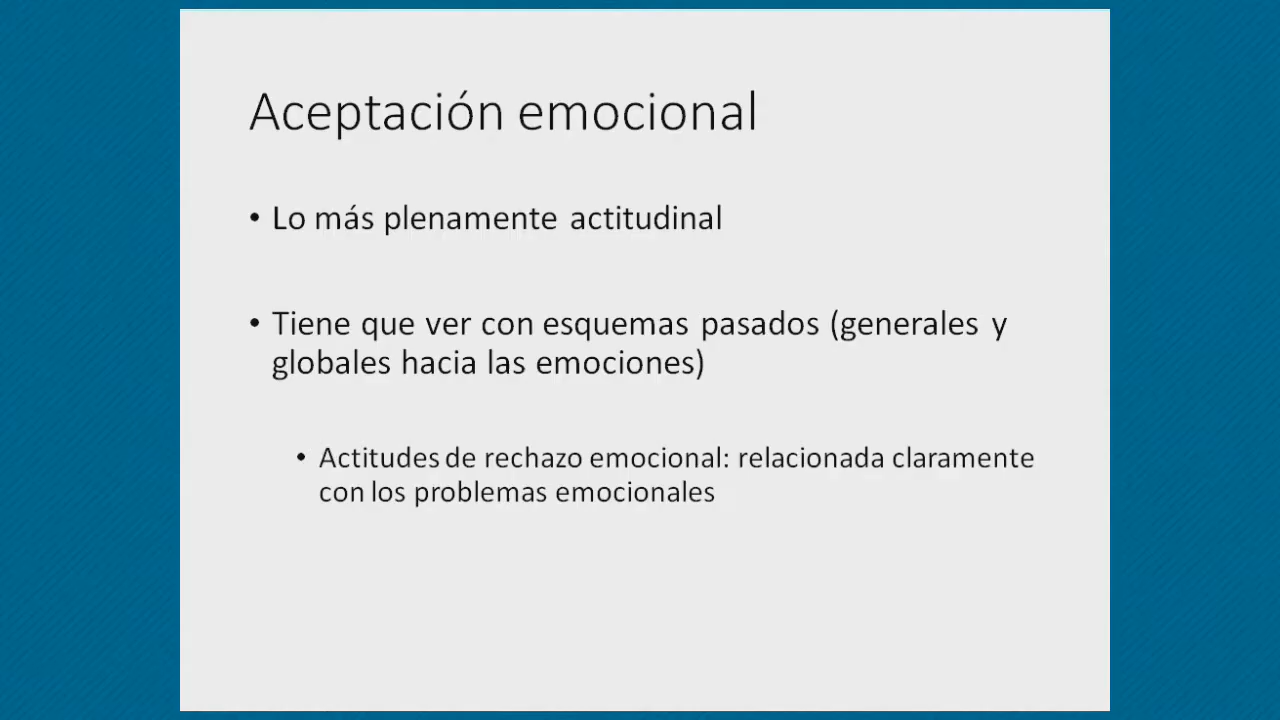 Aceptación emocional
• Lo más plenamente actitudinal
• Tiene que ver con esquemas pasados (generales y
globales hacia las emociones)
• Actitudes de rechazo emocional: relacionada claramente
con los problemas emocionales